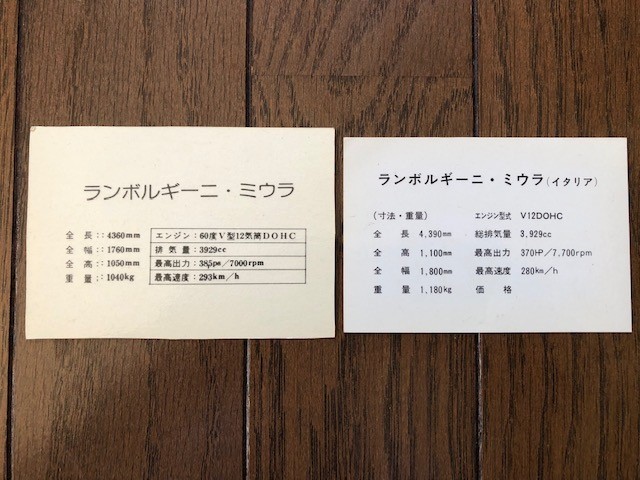 ランボルギーニ・ミウラ
全長:: 4360mm エンジン: 60度V型12気筒DOHC
全幅:: 1760mm 排気量: 3929cc
全高:: 1050mm 最高出力: 385ps/7000rpm
重量:: 1040kg 最高速度: 293km/h
ランボルギーニ・ミウラ(イタリア)
(寸法・重量) エンジン型式 V12DOHC
全長 4,390mm 総排気量 3,929cc
全高 1,100mm 最高出力 370HP/7,700rpm
全幅 1,800mm 最高速度 280km/h
重量 1,180kg 価格